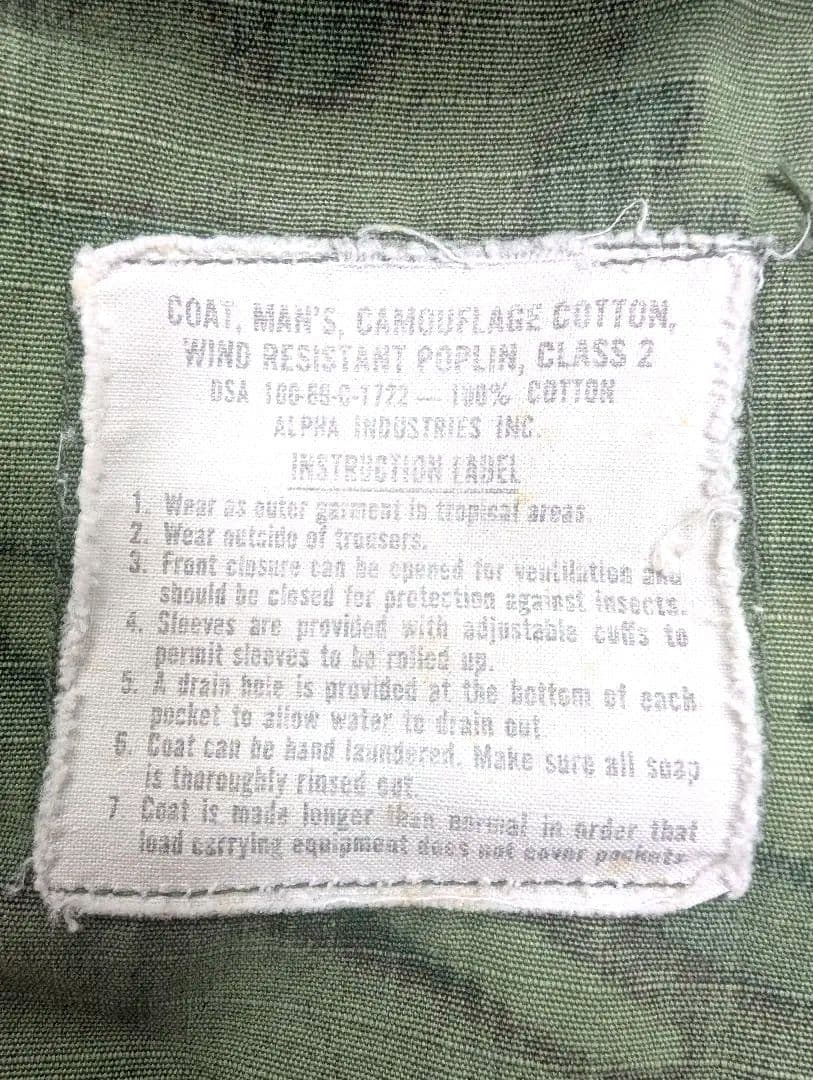 COAT, MAN'S, CAMOUFLAGE COTTON,
WIND RESISTANT POPLIN, CLASS 2
DSA 100-68-C-1722 — 100% COTTON
ALPHA INDUSTRIES INC.
INSTRUCTION LABEL
1. Wear as outer garment in tropical areas.
2. Wear outside of trousers.
3. Front closure can be opened for ventilation and
should be closed for protection against insects.
4. Sleeves are provided with adjustable cuffs to
permit sleeves to be rolled up.
5. A drain hole is provided at the bottom of each
pocket to allow water to drain out.
6. Coat can be hand laundered. Make sure all soap
is thoroughly rinsed out.
7 Coat is made longer than normal in order that
load carrying equipment does not cover pockets